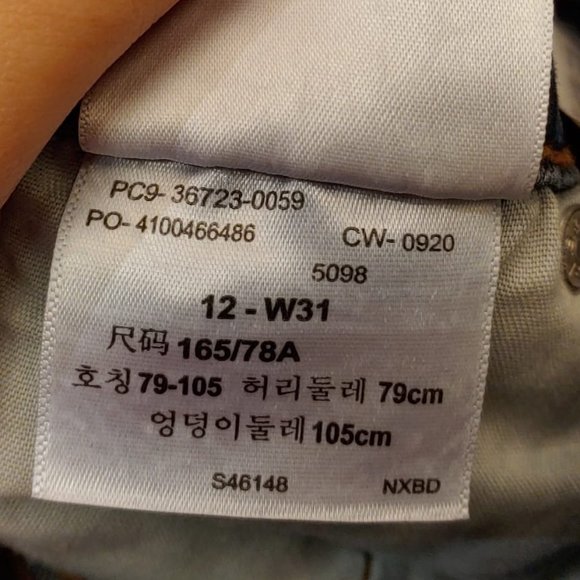 PC9- 36723-0059
PO- 4100466486 CW- 0920
5098
12 - W31
尺码 165/78A
호칭 79-105 허리둘레 79cm
엉덩이둘레 105cm
S46148 NXBD